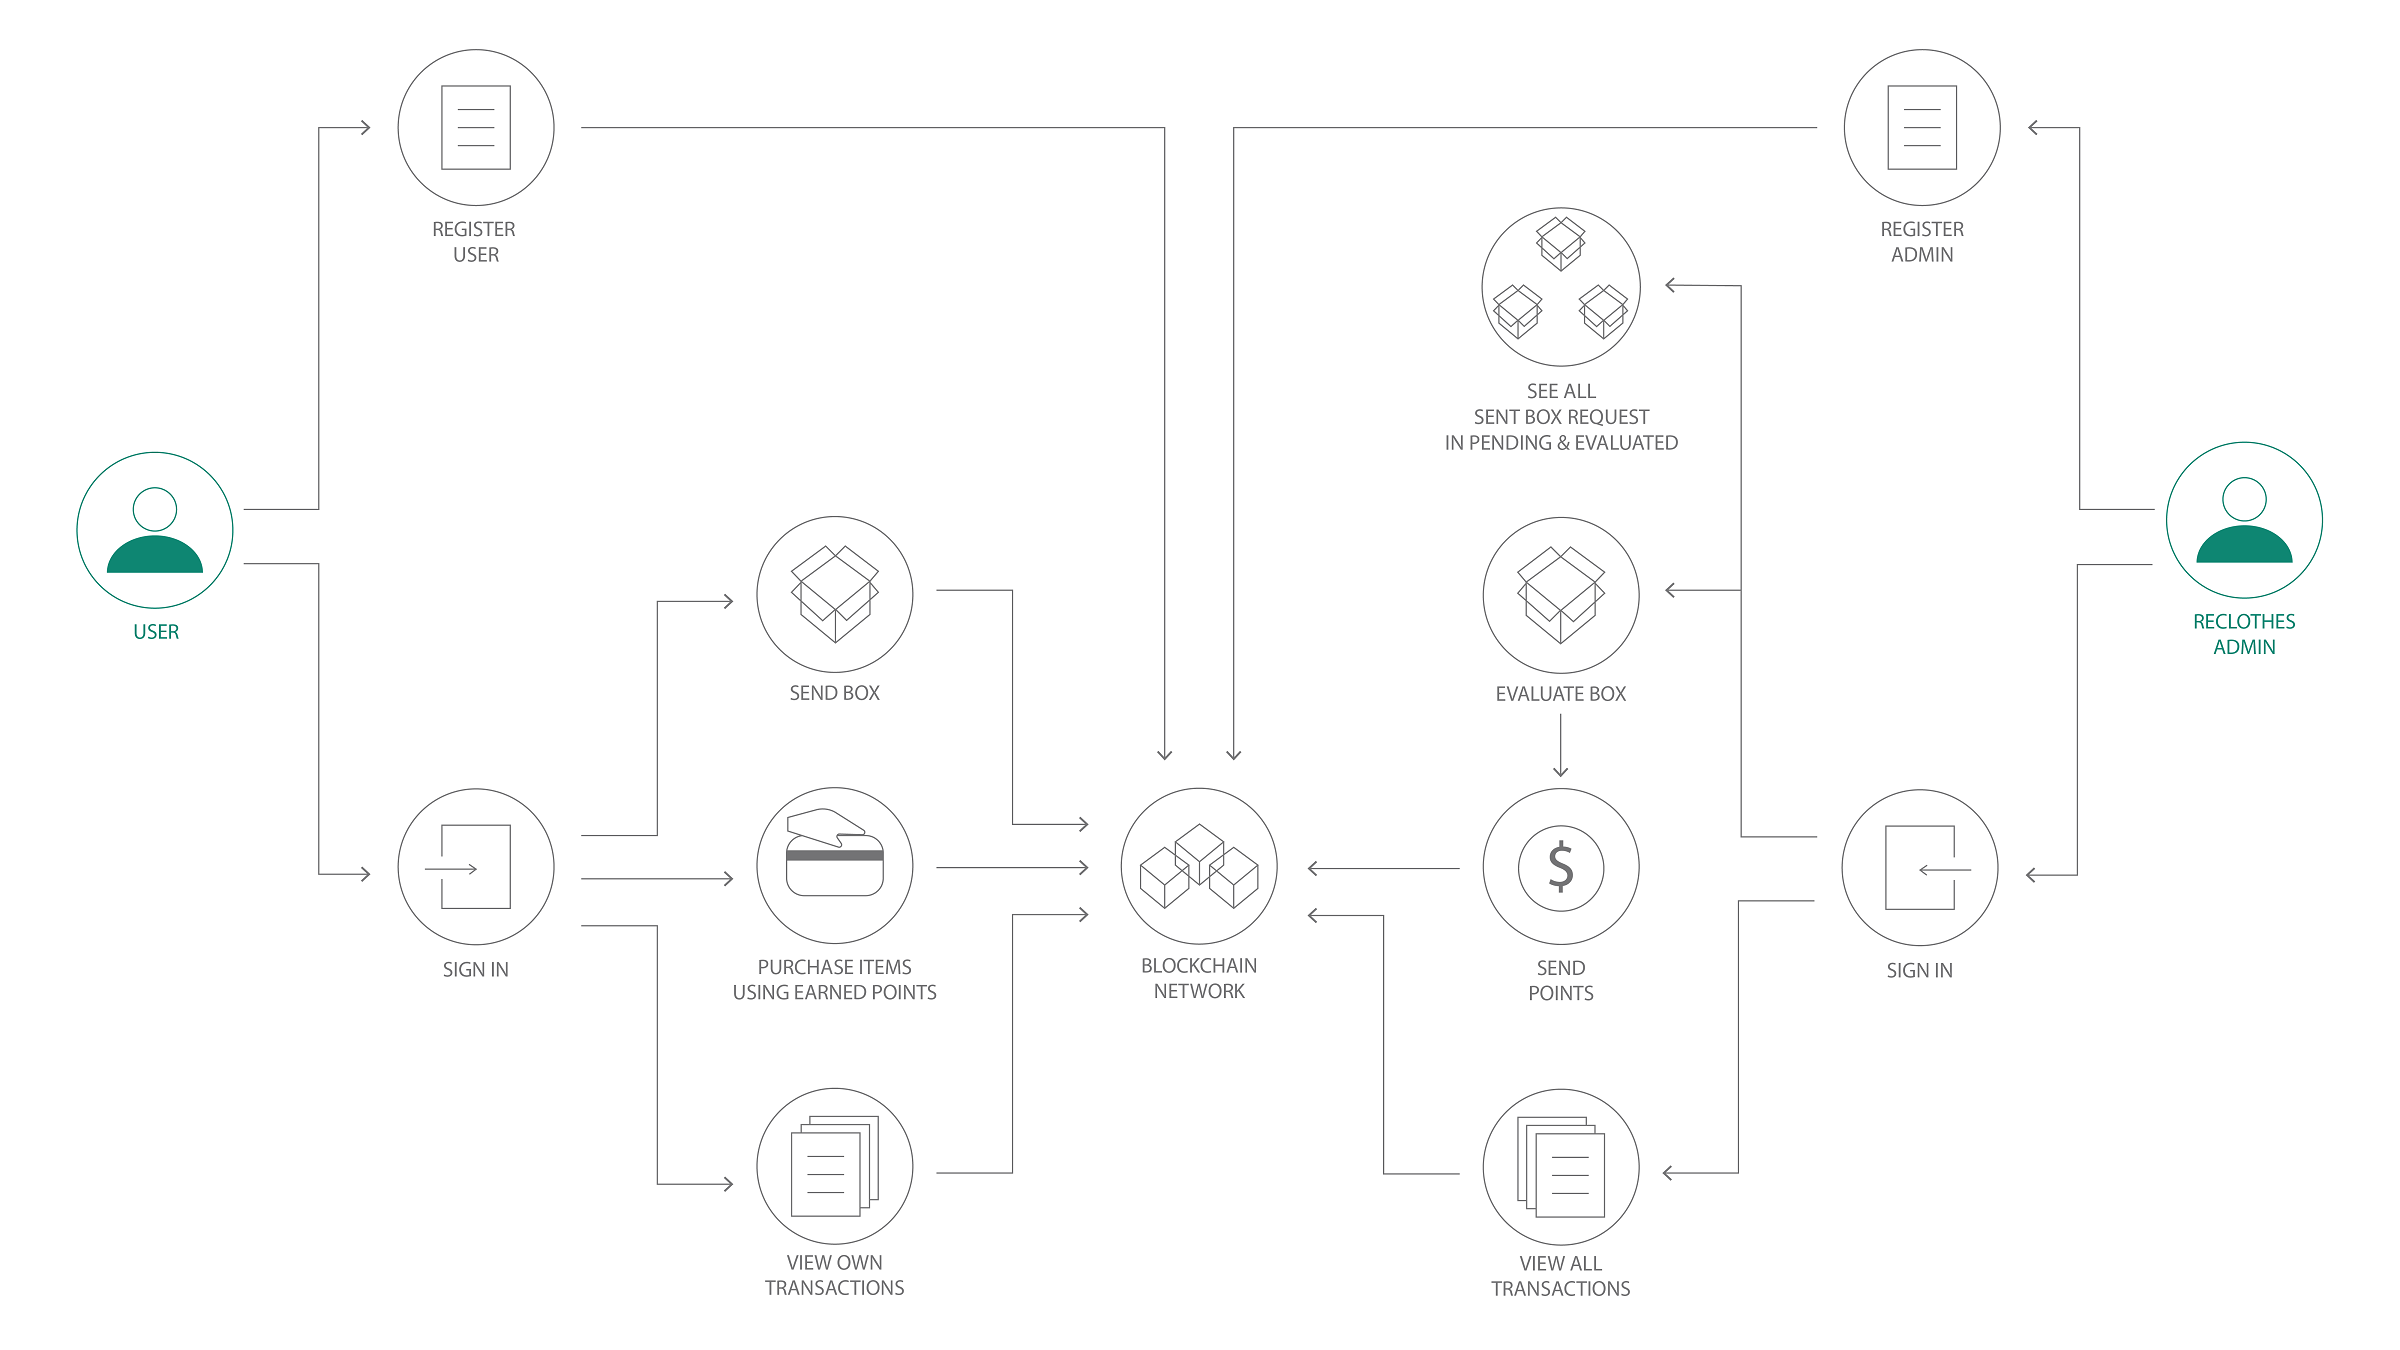 REGISTER
USER
REGISTER
ADMIN
SEE ALL
SENT BOX REQUEST
IN PENDING & EVALUATED
USER
RECLOTHES
ADMIN
SEND BOX
EVALUATE BOX
$
SIGN IN
PURCHASE ITEMS
USING EARNED POINTS
BLOCKCHAIN
NETWORK
SEND
POINTS
SIGN IN
VIEW OWN
TRANSACTIONS
VIEW ALL
TRANSACTIONS